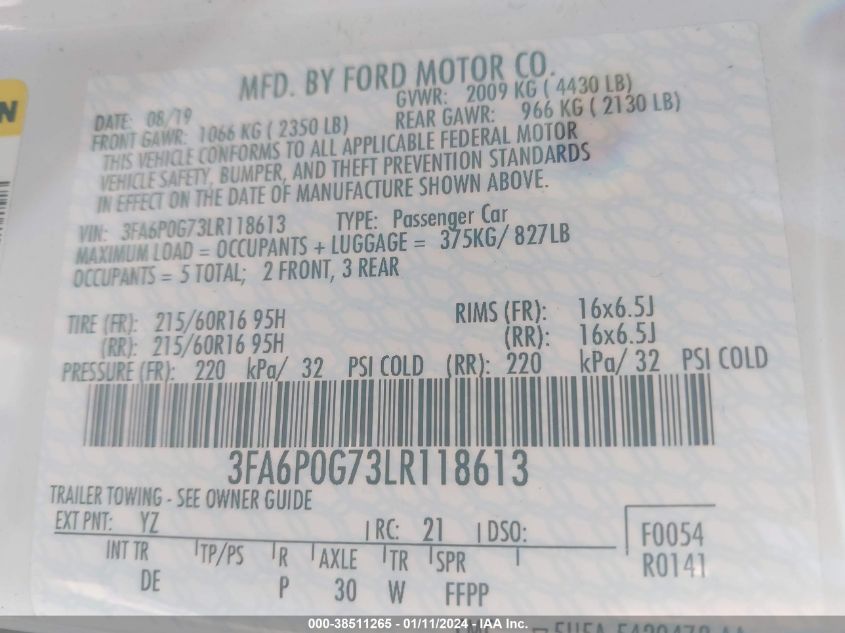 MFD. BY FORD MOTOR CO.
DATE: 08/19 GVWR: 2009 KG ( 4430 LB)
FRONT GAWR: 1066 KG ( 2350 LB) REAR GAWR: 966 KG ( 2130 LB)
THIS VEHICLE CONFORMS TO ALL APPLICABLE FEDERAL MOTOR
VEHICLE SAFETY, BUMPER, AND THEFT PREVENTION STANDARDS
IN EFFECT ON THE DATE OF MANUFACTURE SHOWN ABOVE.
VIN: 3FA6P0G73LR118613 TYPE: Passenger Car
MAXIMUM LOAD = OCCUPANTS + LUGGAGE = 375KG/ 827LB
OCCUPANTS = 5 TOTAL; 2 FRONT, 3 REAR
TIRE (FR): 215/60R16 95H RIMS (FR): 16x6.5J
(RR): 215/60R16 95H (RR): 16x6.5J
PRESSURE (FR): 220 kPa/ 32 PSI COLD (RR): 220 kPa/ 32 PSI COLD
3FA6P0G73LR118613
TRAILER TOWING - SEE OWNER GUIDE
EXT PNT: YZ RC: 21 DSO: F0054
INT TR TP/PS R AXLE TR SPR R0141
DE P 30 W FFPP
000-38511265 - 01/11/2024 - IAA Inc.